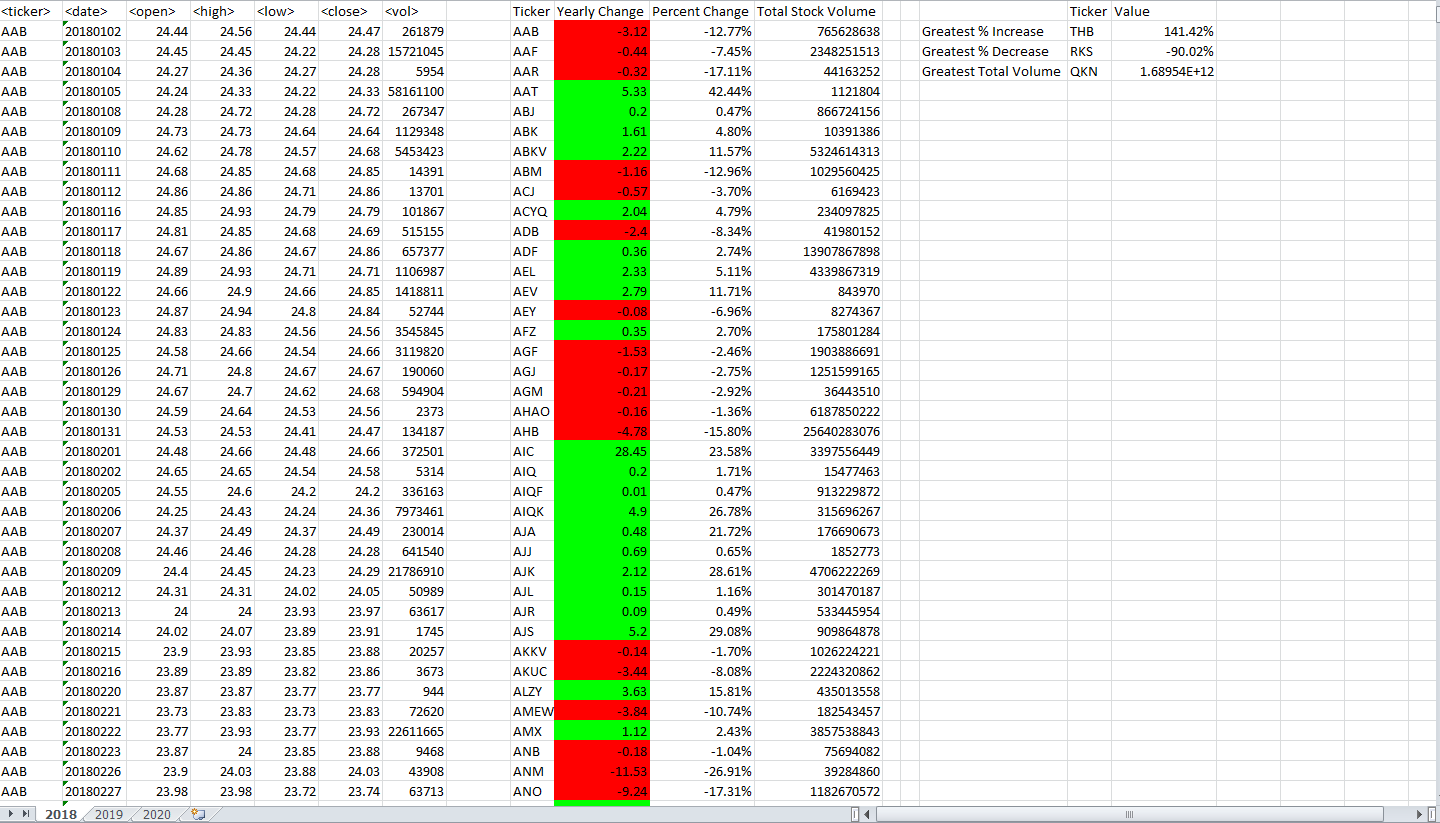 <ticker> <date> <open> <high> <low> <close> <vol> Ticker Yearly Change Percent Change Total Stock Volume Ticker Value
AAB 20180102 24.44 24.56 24.44 24.47 261879 AAB -3.12 -12.77% 765628638 Greatest % Increase THB 141.42%
AAB 20180103 24.45 24.45 24.22 24.28 15721045 AAF -0.44 -7.45% 2348251513 Greatest % Decrease RKS -90.02%
AAB 20180104 24.27 24.36 24.27 24.28 5954 AAR -0.32 -17.11% 44163252 Greatest Total Volume QKN 1.68954E+12
AAB 20180105 24.24 24.33 24.22 24.33 58161100 AAT 5.33 42.44% 1121804
AAB 20180108 24.28 24.72 24.28 24.72 267347 ABJ 0.2 0.47% 866724156
AAB 20180109 24.73 24.73 24.64 24.64 1129348 ABK 1.61 4.80% 10391386
AAB 20180110 24.62 24.78 24.57 24.68 5453423 ABKV 2.22 11.57% 5324614313
AAB 20180111 24.68 24.85 24.68 24.85 14391 ABM -1.16 -12.96% 1029560425
AAB 20180112 24.86 24.86 24.71 24.86 13701 ACJ -0.57 -3.70% 6169423
AAB 20180116 24.85 24.93 24.79 24.79 101867 ACYQ 2.04 4.79% 234097825
AAB 20180117 24.81 24.85 24.68 24.69 515155 ADB -2.4 -8.34% 41980152
AAB 20180118 24.67 24.86 24.67 24.86 657377 ADF 0.36 2.74% 13907867898
AAB 20180119 24.89 24.93 24.71 24.71 1106987 AEL 2.33 5.11% 4339867319
AAB 20180122 24.66 24.9 24.66 24.85 1418811 AEV 2.79 11.71% 843970
AAB 20180123 24.87 24.94 24.8 24.84 52744 AEY -0.08 -6.96% 8274367
AAB 20180124 24.83 24.83 24.56 24.56 3545845 AFZ 0.35 2.70% 175801284
AAB 20180125 24.58 24.66 24.54 24.66 3119820 AGF -1.53 -2.46% 1903886691
AAB 20180126 24.71 24.8 24.67 24.67 190060 AGJ -0.17 -2.75% 1251599165
AAB 20180129 24.67 24.7 24.62 24.68 594904 AGM -0.21 -2.92% 36443510
AAB 20180130 24.59 24.64 24.53 24.56 2373 AHAO -0.16 -1.36% 6187850222
AAB 20180131 24.53 24.53 24.41 24.47 134187 AHB -4.78 -15.80% 25640283076
AAB 20180201 24.48 24.66 24.48 24.66 372501 AIC 28.45 23.58% 3397556449
AAB 20180202 24.65 24.65 24.54 24.58 5314 AIQ 0.2 1.71% 15477463
AAB 20180205 24.55 24.6 24.2 24.2 336163 AIQF 0.01 0.47% 913229872
AAB 20180206 24.25 24.43 24.24 24.36 7973461 AIQK 4.9 26.78% 315696267
AAB 20180207 24.37 24.49 24.37 24.49 230014 AJA 0.48 21.72% 176690673
AAB 20180208 24.46 24.46 24.28 24.28 641540 AJJ 0.69 0.65% 1852773
AAB 20180209 24.4 24.45 24.23 24.29 21786910 AJK 2.12 28.61% 4706222269
AAB 20180212 24.31 24.31 24.02 24.05 50989 AJL 0.15 1.16% 301470187
AAB 20180213 24 24 23.93 23.97 63617 AJR 0.09 0.49% 533445954
AAB 20180214 24.02 24.07 23.89 23.91 1745 AJS 5.2 29.08% 909864878
AAB 20180215 23.9 23.93 23.85 23.88 20257 AKKV -0.14 -1.70% 1026224221
AAB 20180216 23.89 23.89 23.82 23.86 3673 AKUC -3.44 -8.08% 2224320862
AAB 20180220 23.87 23.87 23.77 23.77 944 ALZY 3.63 15.81% 435013558
AAB 20180221 23.73 23.83 23.73 23.83 72620 AMEW -3.84 -10.74% 182543457
AAB 20180222 23.77 23.93 23.77 23.93 22611665 AMX 1.12 2.43% 3857538843
AAB 20180223 23.87 24 23.85 23.88 9468 ANB -0.18 -1.04% 75694082
AAB 20180226 23.9 24.03 23.88 24.03 43908 ANM -11.53 -26.91% 39284860
AAB 20180227 23.98 23.98 23.72 23.74 63713 ANO -9.24 -17.31% 1182670572
2018 2019 2020